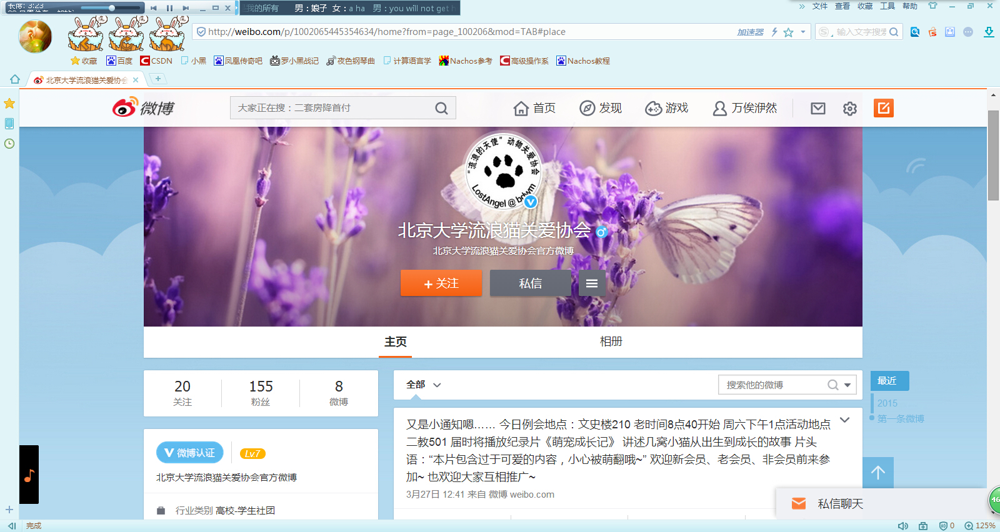 长度: 3:23
我的所有 男：娘子 女：a ha 男：you will not get h
文件 查看 收藏 工具 帮助
http://weibo.com/p/1002065445354634/home?from=page_100206&mod=TAB#place
加速器
输入文字搜索
收藏 百度 CSDN 小黑 凤凰传奇吧 罗小黑战记 夜色钢琴曲 计算语言学 Nachos参考 高级操作系 Nachos教程
北京大学流浪猫关爱协会
微博
大家正在搜：二套房降首付
首页 发现 游戏 万俟洢然
“流浪的天使”动物关爱协会
LostAngel@brlwm
北京大学流浪猫关爱协会
北京大学流浪猫关爱协会官方微博
+ 关注
私信
主页
相册
20 155 8
关注 粉丝 微博
全部
搜索他的微博
最近
2015
第一条微博
又是小通知嗯…… 今日例会地点：文史楼210 老时间8点40开始 周六下午1点活动地点
二教501 届时将播放纪录片《萌宠成长记》 讲述几窝小猫从出生到成长的故事 片头
语：“本片包含过于可爱的内容，小心被萌翻哦~” 欢迎新会员、老会员、非会员前来参
加~ 也欢迎大家互相推广~
3月27日 12:41 来自 微博 weibo.com
V 微博认证 Lv.7
北京大学流浪猫关爱协会官方微博
行业类别 高校-学生社团
私信聊天
46
完成
0
125%